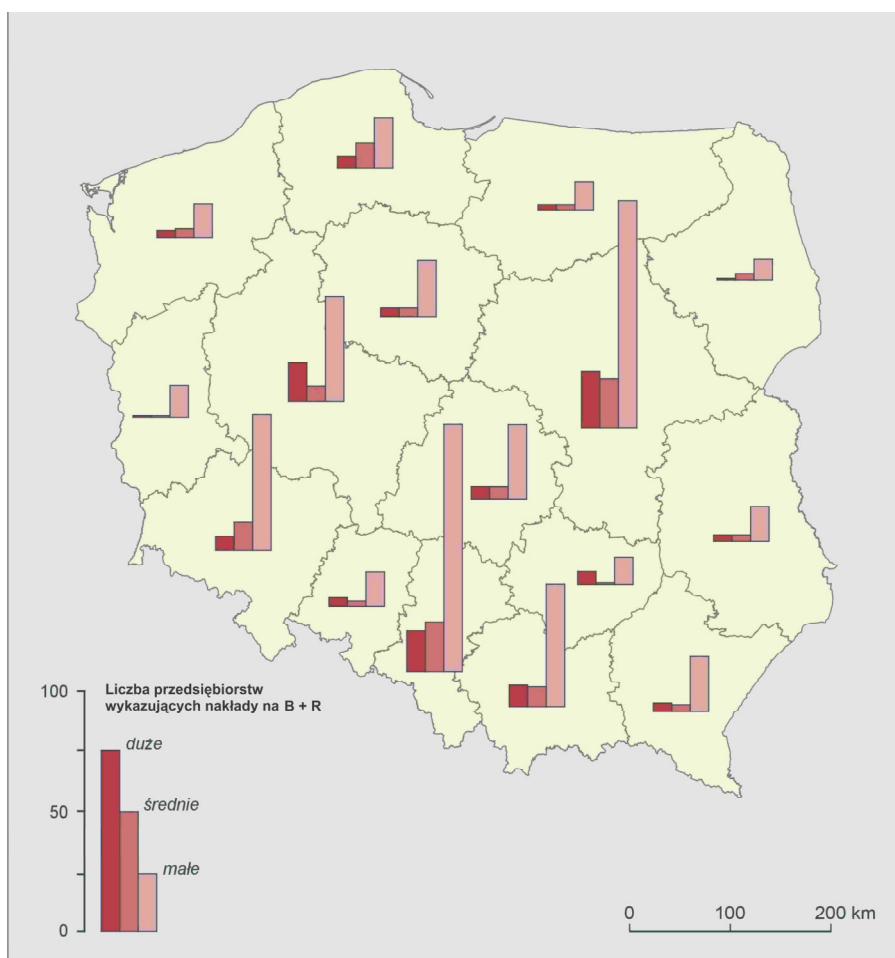 Liczba przedsiębiorstw
wykazujących nakłady na B + R
100
50
0
duże
średnie
małe
0 100 200 km